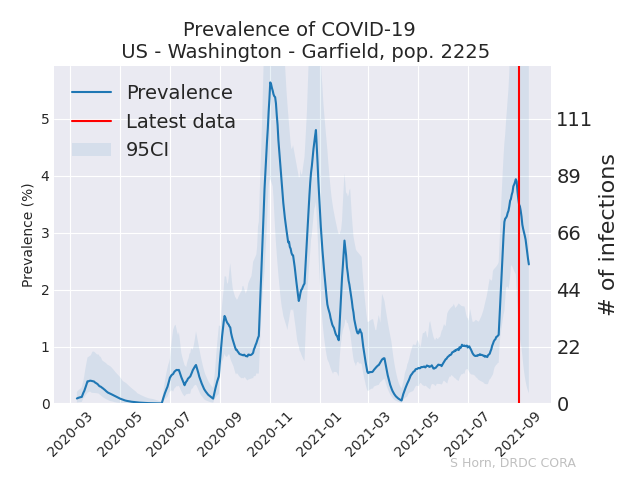 Prevalence of COVID-19
US - Washington - Garfield, pop. 2225
Prevalence
Latest data
95CI
Prevalence (%)
5
4
3
2
1
0
111
89
66
44
22
0
# of infections
2020-03
2020-05
2020-07
2020-09
2020-11
2021-01
2021-03
2021-05
2021-07
2021-09
S Horn, DRDC CORA